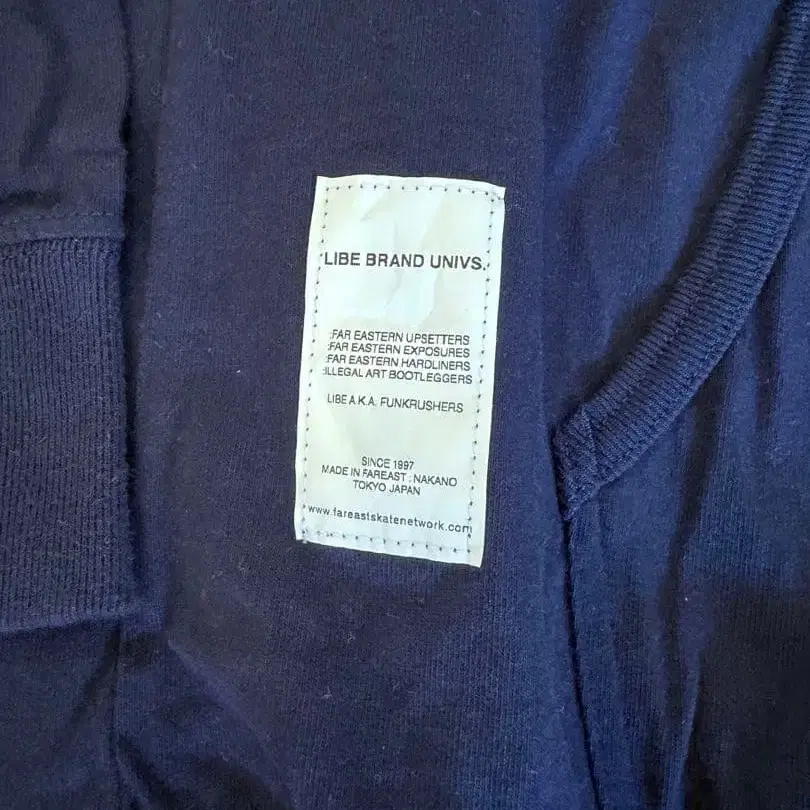 LIBE BRAND UNIVS.
:FAR EASTERN UPSETTERS
:FAR EASTERN EXPOSURES
:FAR EASTERN HARDLINERS
:ILLEGAL ART BOOTLEGGERS
LIBE A.K.A. FUNKRUSHERS
SINCE 1997
MADE IN FAREAST : NAKANO
TOKYO JAPAN
www.fareastskatenetwork.com